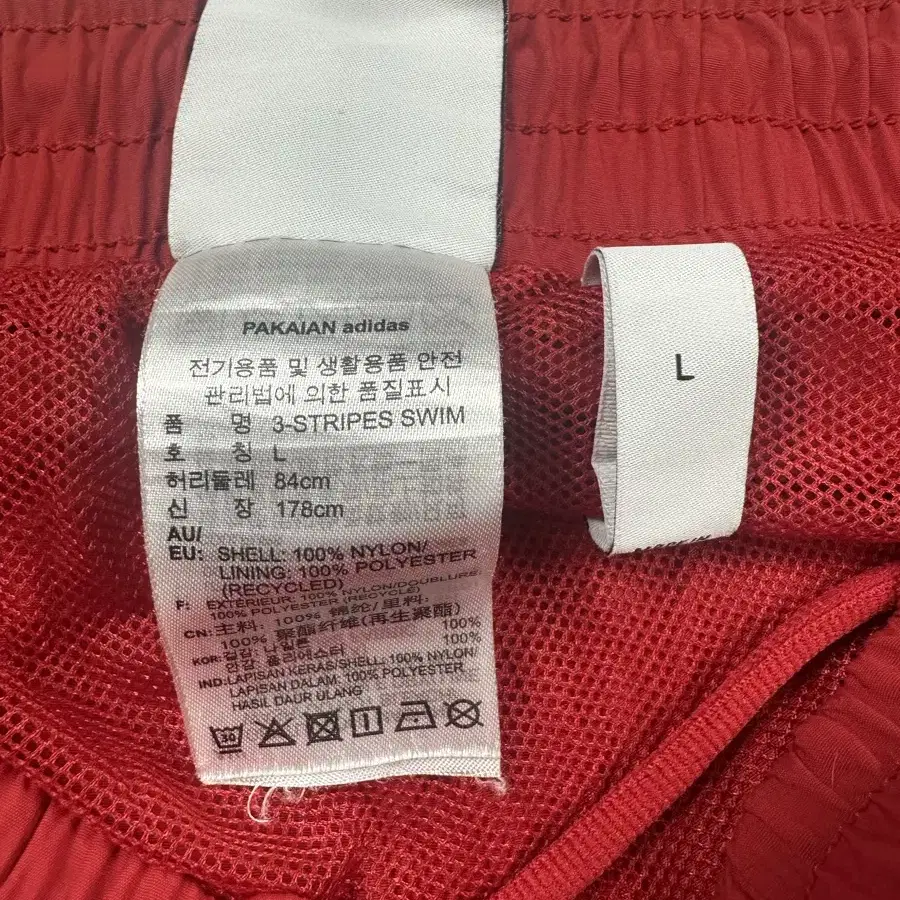 PAKAIAN adidas
전기용품 및 생활용품 안전
관리법에 의한 품질표시
품 명 3-STRIPES SWIM
호 칭 L
허리둘레 84cm
신 장 178cm
AU/
EU: SHELL: 100% NYLON/
LINING: 100% POLYESTER
(RECYCLED)
F: EXTÉRIEUR: 100% NYLON/DOUBLURE:
100% POLYESTER (RECYCLÉ)
CN: 主料: 100% 锦纶/里料:
100% 聚酯纤维(再生聚酯)
KOR: 겉감: 나일론 100%
안감: 폴리에스터 100%
IND: LAPISAN KERAS/SHELL: 100% NYLON/
LAPISAN DALAM: 100% POLYESTER
HASIL DAUR ULANG
30
L